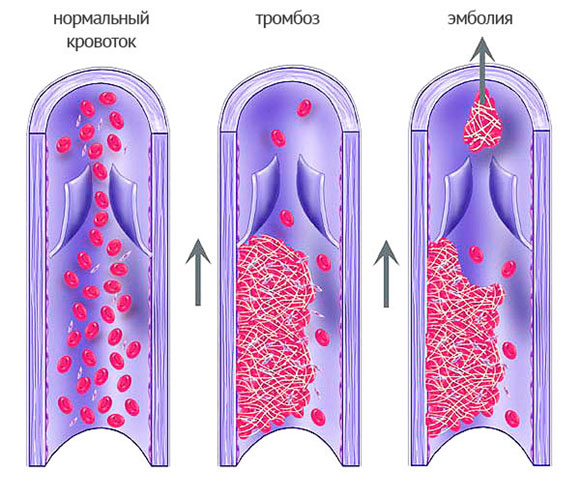 нормальный
кровоток
тромбоз
эмболия